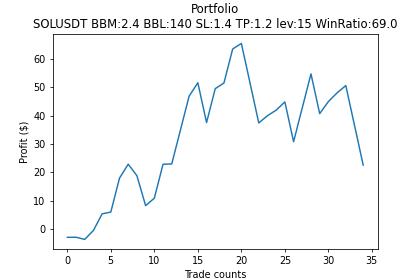 Portfolio
SOLUSDT BBM:2.4 BBL:140 SL:1.4 TP:1.2 lev:15 WinRatio:69.0
60
50
40
30
20
10
0
Profit ($)
0 5 10 15 20 25 30 35
Trade counts